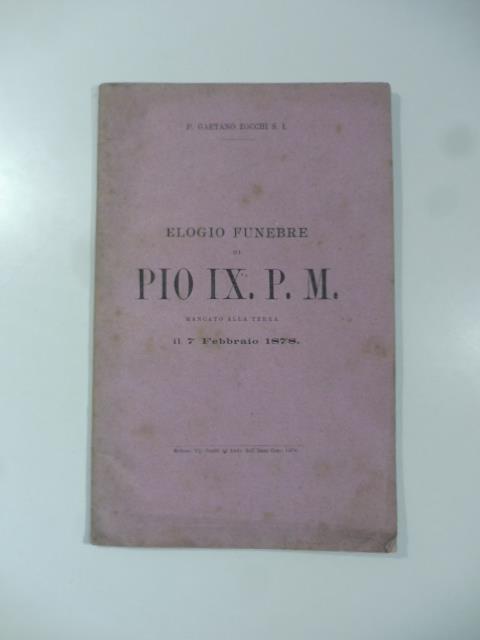 P. GAETANO ZOCCHI S. I.
ELOGIO FUNEBRE
DI
PIO IX. P. M.
MANCATO ALLA TERRA
il 7 Febbraio 1878.